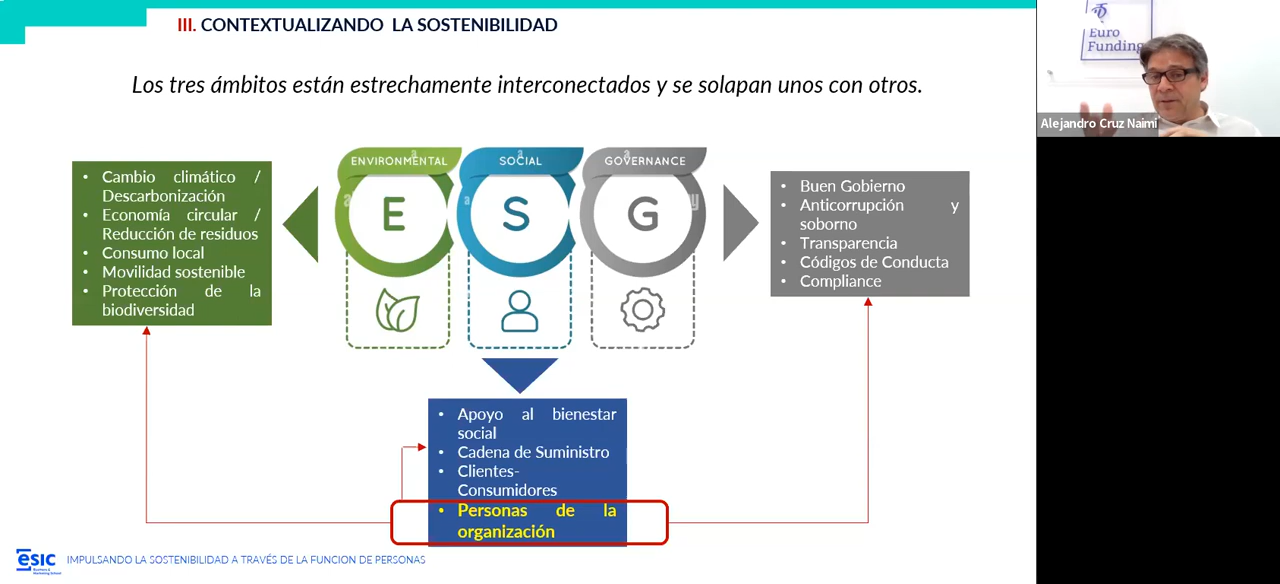 III. CONTEXTUALIZANDO LA SOSTENIBILIDAD
Los tres ámbitos están estrechamente interconectados y se solapan unos con otros.
Euro
Funding
Alejandro Cruz Naimi
• Cambio climático /
Descarbonización
• Economía circular /
Reducción de residuos
• Consumo local
• Movilidad sostenible
• Protección de la
biodiversidad
ENVIRONMENTAL
E
SOCIAL
S
GOVERNANCE
G
• Buen Gobierno
• Anticorrupción y
soborno
• Transparencia
• Códigos de Conducta
• Compliance
• Apoyo al bienestar
social
• Cadena de Suministro
• Clientes-
Consumidores
• Personas de la
organización
ESIC
Business &
Marketing School
IMPULSANDO LA SOSTENIBILIDAD A TRAVÉS DE LA FUNCION DE PERSONAS